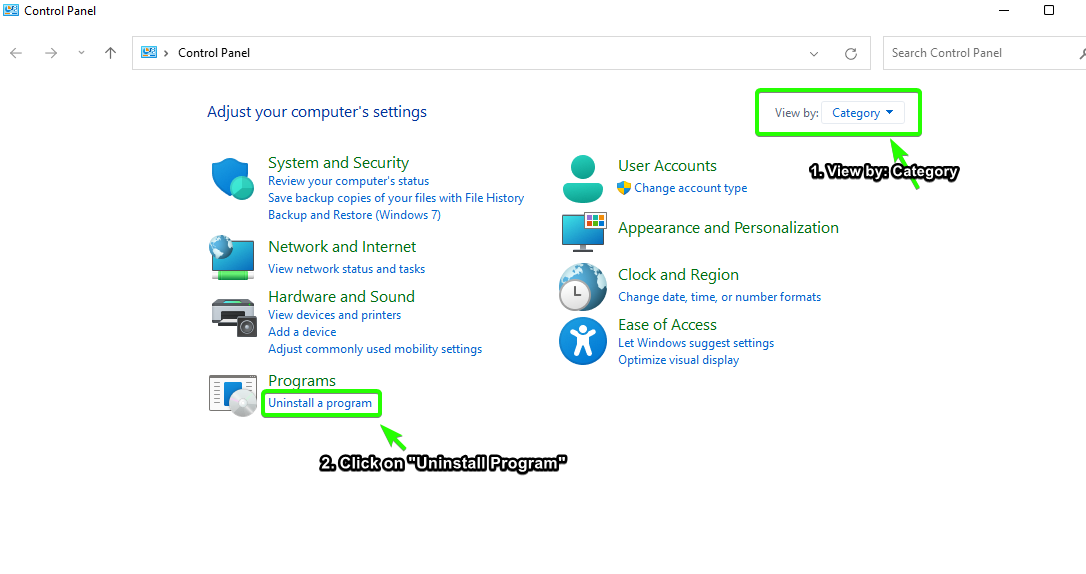 Control Panel
Control Panel
Search Control Panel
Adjust your computer's settings
View by: Category
1. View by: Category
System and Security
Review your computer's status
Save backup copies of your files with File History
Backup and Restore (Windows 7)
Network and Internet
View network status and tasks
Hardware and Sound
View devices and printers
Add a device
Adjust commonly used mobility settings
Programs
Uninstall a program
2. Click on "Uninstall Program"
User Accounts
Change account type
Appearance and Personalization
Clock and Region
Change date, time, or number formats
Ease of Access
Let Windows suggest settings
Optimize visual display